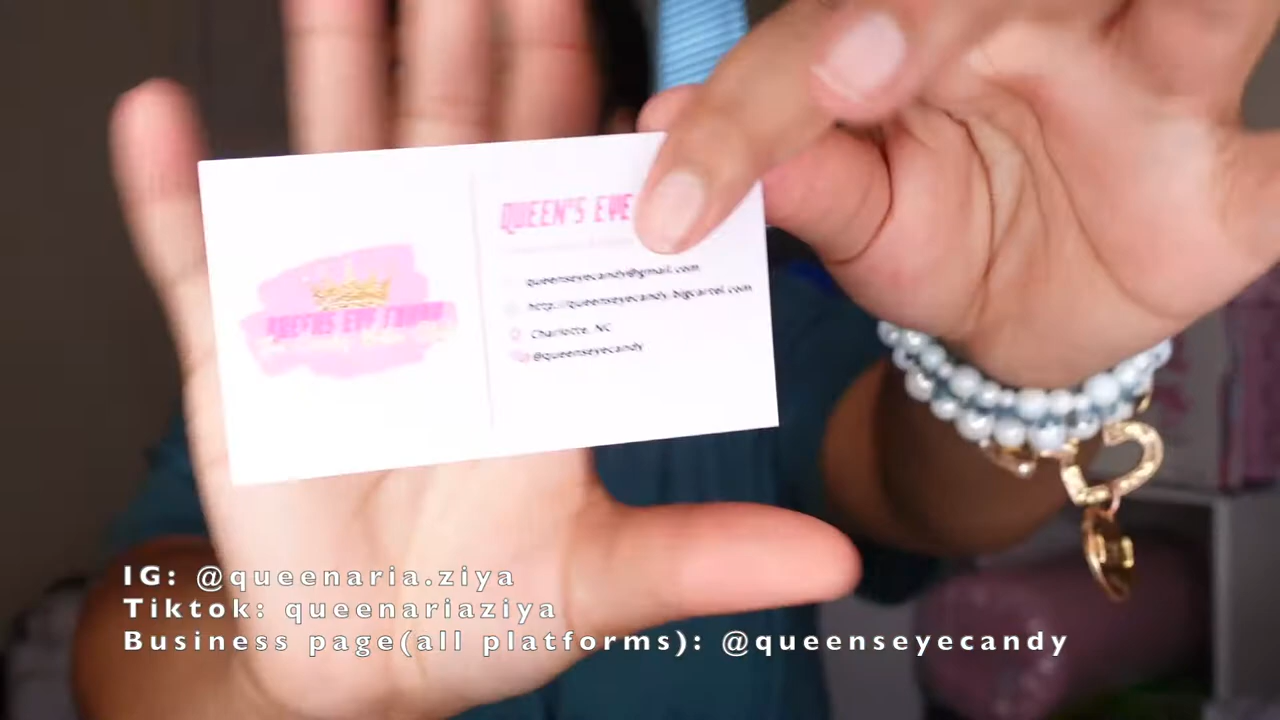 QUEEN'S EYE
queenseyecandy@gmail.com
http://queenseyecandy.bigcartel.com
Charlotte, NC
@queenseyecandy
IG: @queenaria.ziya
Tiktok: queenariaziya
Business page(all platforms): @queenseyecandy